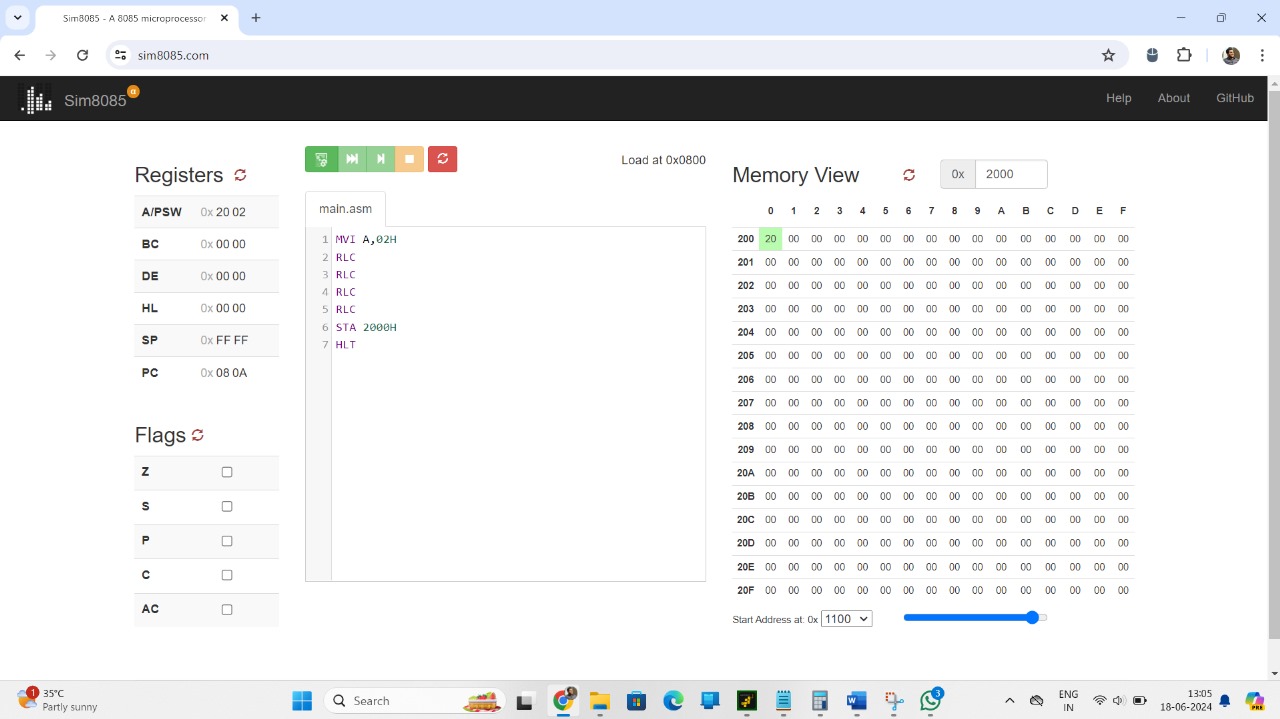 Sim8085 - A 8085 microprocessor
sim8085.com
Sim8085 α
Help About GitHub
Registers
A/PSW 0x 20 02
BC 0x 00 00
DE 0x 00 00
HL 0x 00 00
SP 0x FF FF
PC 0x 08 0A
Flags
Z
S
P
C
AC
Load at 0x0800
main.asm
1 MVI A,02H
2 RLC
3 RLC
4 RLC
5 RLC
6 STA 2000H
7 HLT
Memory View 0x 2000
0 1 2 3 4 5 6 7 8 9 A B C D E F
200 20 00 00 00 00 00 00 00 00 00 00 00 00 00 00 00
201 00 00 00 00 00 00 00 00 00 00 00 00 00 00 00 00
202 00 00 00 00 00 00 00 00 00 00 00 00 00 00 00 00
203 00 00 00 00 00 00 00 00 00 00 00 00 00 00 00 00
204 00 00 00 00 00 00 00 00 00 00 00 00 00 00 00 00
205 00 00 00 00 00 00 00 00 00 00 00 00 00 00 00 00
206 00 00 00 00 00 00 00 00 00 00 00 00 00 00 00 00
207 00 00 00 00 00 00 00 00 00 00 00 00 00 00 00 00
208 00 00 00 00 00 00 00 00 00 00 00 00 00 00 00 00
209 00 00 00 00 00 00 00 00 00 00 00 00 00 00 00 00
20A 00 00 00 00 00 00 00 00 00 00 00 00 00 00 00 00
20B 00 00 00 00 00 00 00 00 00 00 00 00 00 00 00 00
20C 00 00 00 00 00 00 00 00 00 00 00 00 00 00 00 00
20D 00 00 00 00 00 00 00 00 00 00 00 00 00 00 00 00
20E 00 00 00 00 00 00 00 00 00 00 00 00 00 00 00 00
20F 00 00 00 00 00 00 00 00 00 00 00 00 00 00 00 00
Start Address at: 0x 1100
1 35°C
Partly sunny
Search
3
ENG
IN
13:05
18-06-2024
PRE